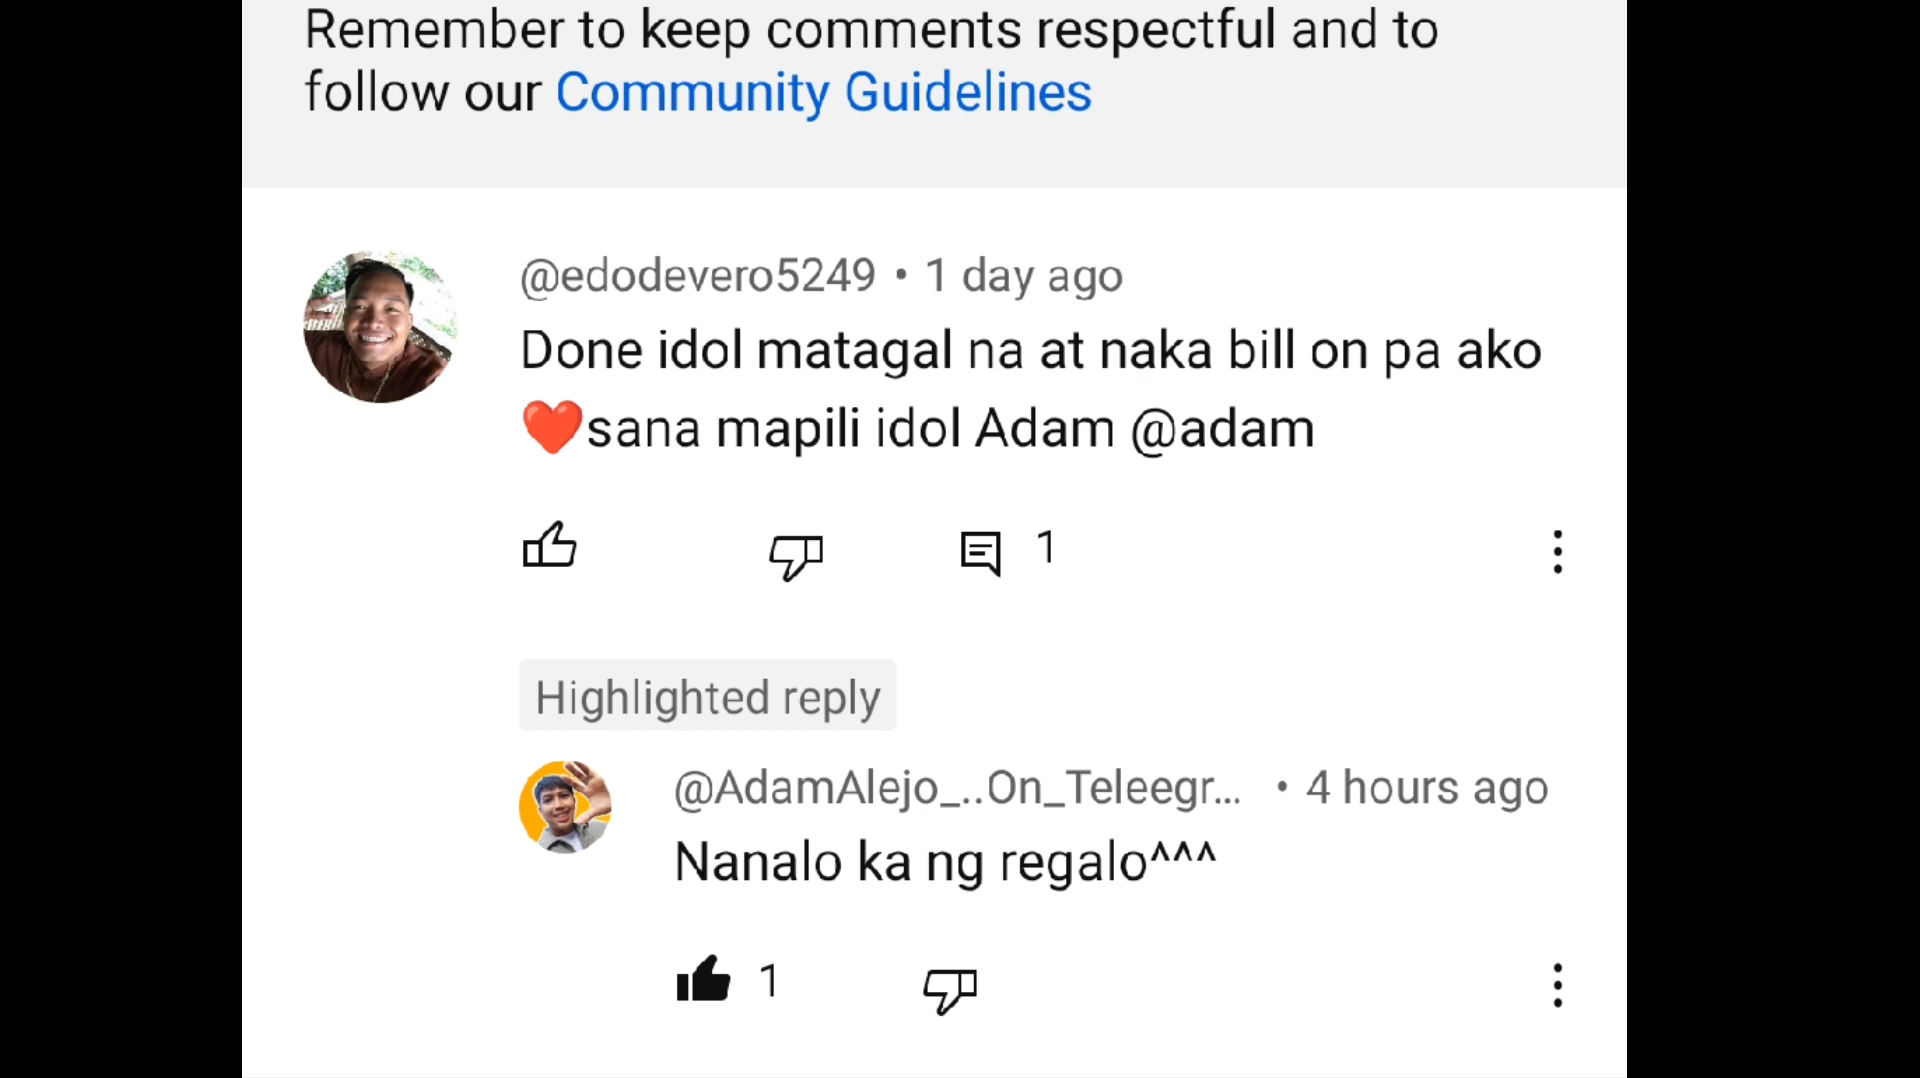 Remember to keep comments respectful and to
follow our Community Guidelines
@edodevero5249 • 1 day ago
Done idol matagal na at naka bill on pa ako
❤️sana mapili idol Adam @adam
1
Highlighted reply
@AdamAlejo_..On_Teleegr... • 4 hours ago
Nanalo ka ng regalo^^^
1